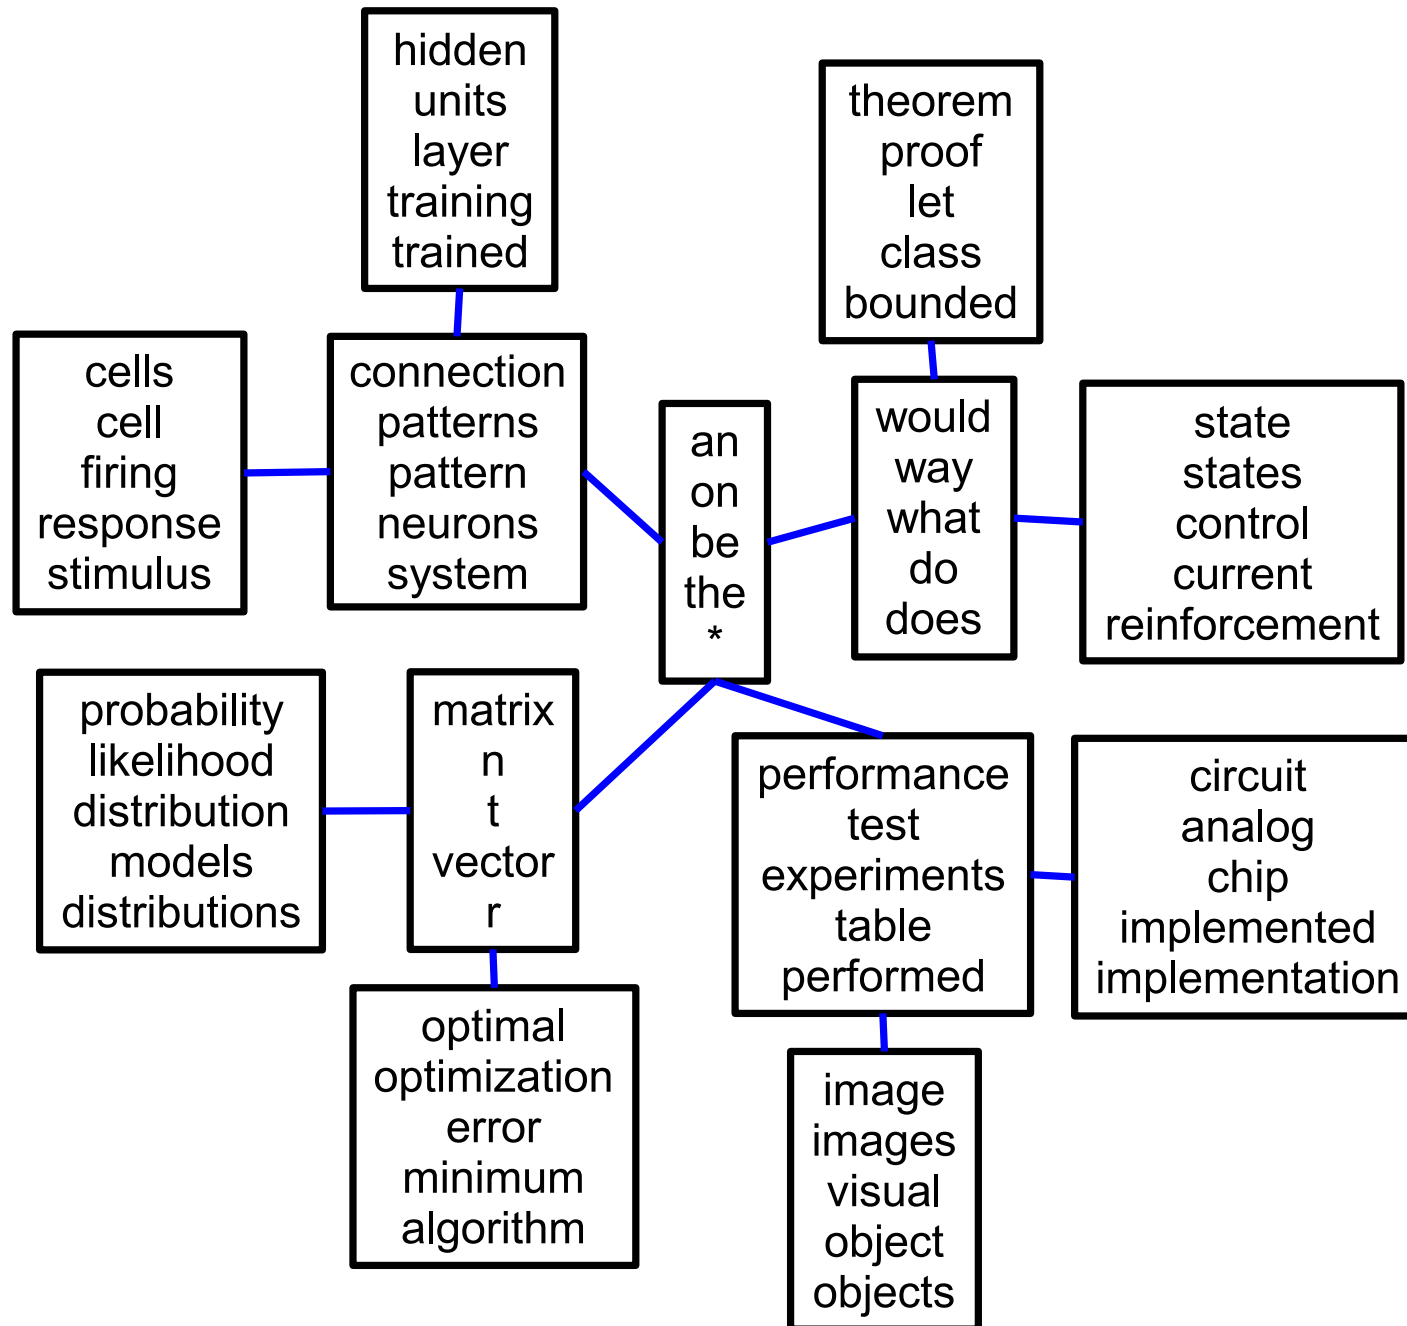 hidden
units
layer
training
trained
theorem
proof
let
class
bounded
cells
cell
firing
response
stimulus
connection
patterns
pattern
neurons
system
an
on
be
the
*
would
way
what
do
does
state
states
control
current
reinforcement
probability
likelihood
distribution
models
distributions
matrix
n
t
vector
r
performance
test
experiments
table
performed
circuit
analog
chip
implemented
implementation
optimal
optimization
error
minimum
algorithm
image
images
visual
object
objects